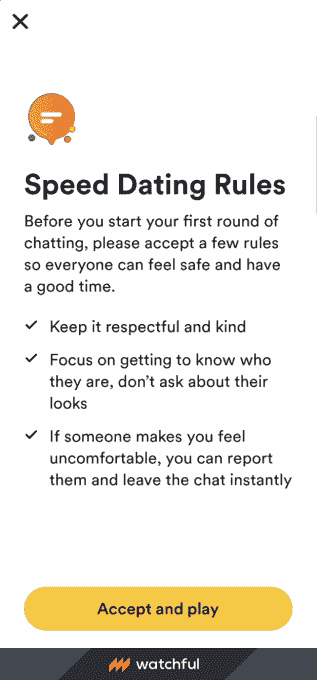 Speed Dating Rules
Before you start your first round of
chatting, please accept a few rules
so everyone can feel safe and have
a good time.
Keep it respectful and kind
Focus on getting to know who
they are, don't ask about their
looks
If someone makes you feel
uncomfortable, you can report
them and leave the chat instantly
Accept and play
watchful